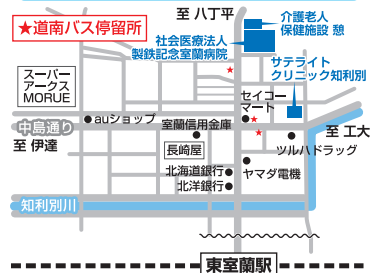 至 八丁平
★道南バス停留所
介護老人
保健施設 憩
社会医療法人
製鉄記念室蘭病院
サテライト
クリニック知利別
スーパー
アークス
MORUE
セイコー
マート
auショップ
室蘭信用金庫
中島通り
至 工大
至 伊達
長崎屋
ツルハドラッグ
北海道銀行
ヤマダ電機
北洋銀行
知利別川
東室蘭駅